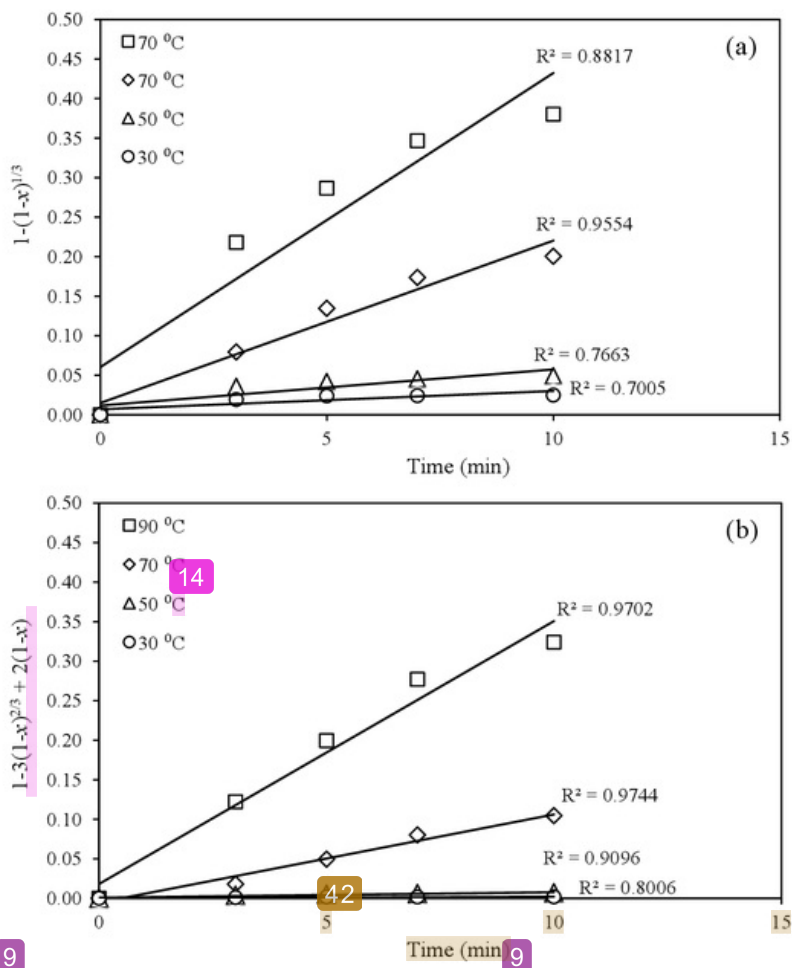 0.50
0.45
0.40
0.35
0.30
0.25
0.20
0.15
0.10
0.05
0.00
1-(1-x)^1/3
70 ⁰C
70 ⁰C
50 ⁰C
30 ⁰C
(a)
R² = 0.8817
R² = 0.9554
R² = 0.7663
R² = 0.7005
0 5 10 15
Time (min)
0.50
0.45
0.40
0.35
0.30
0.25
0.20
0.15
0.10
0.05
0.00
1-3(1-x)^2/3 + 2(1-x)
90 ⁰C
70 ⁰C
14
50 ⁰C
30 ⁰C
(b)
R² = 0.9702
R² = 0.9744
R² = 0.9096
R² = 0.8006
42
0 5 10 15
Time (min)
9
9